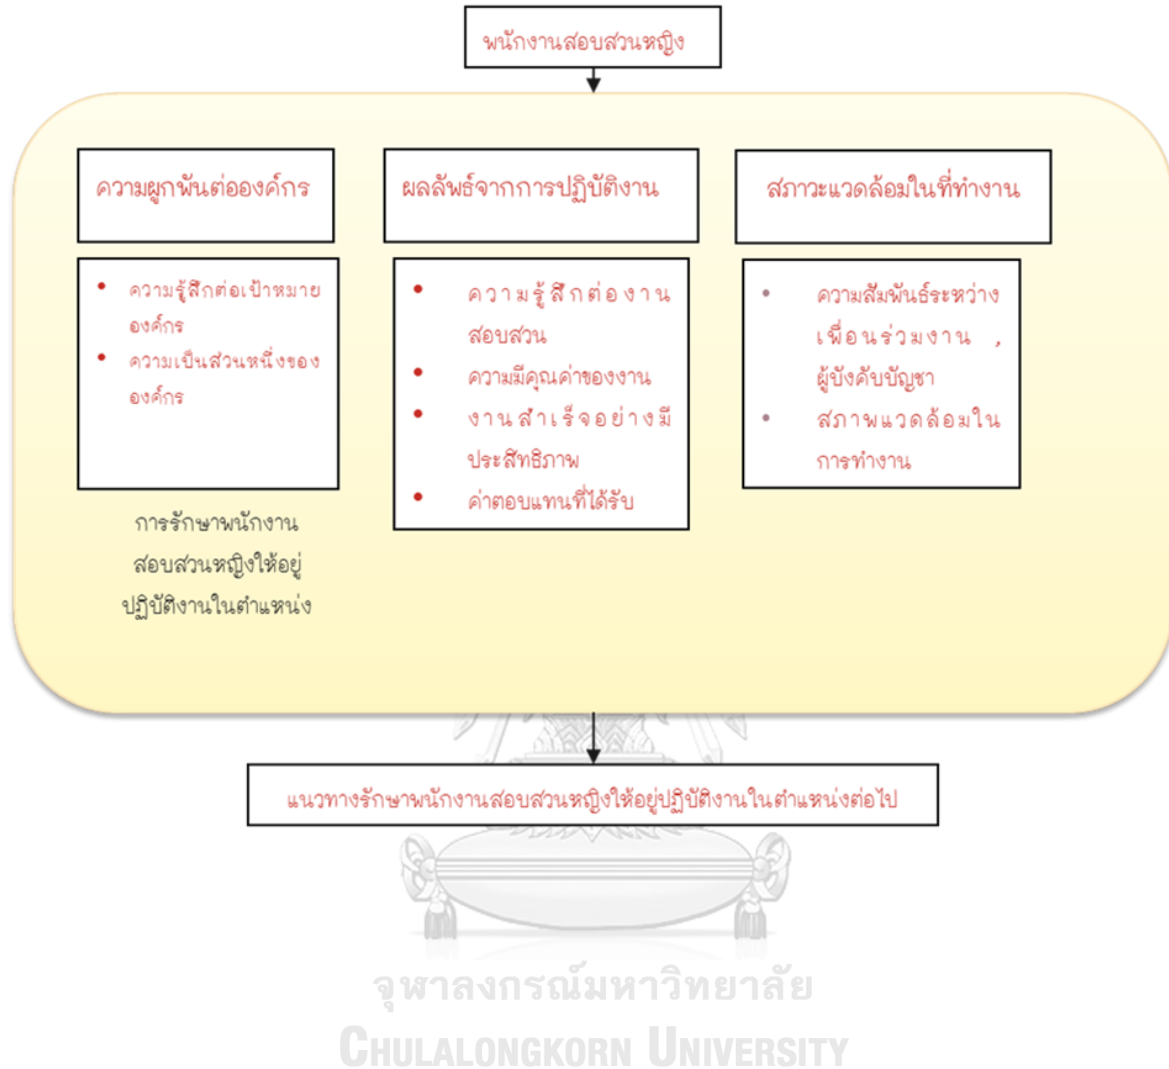 พนักงานสอบสวนหญิง
ความผูกพันต่อองค์กร
ความรู้สึกต่อเป้าหมาย
องค์กร
ความเป็นส่วนหนึ่งของ
องค์กร
การรักษาพนักงาน
สอบสวนหญิงให้อยู่
ปฏิบัติงานในตำแหน่ง
ผลลัพธ์จากการปฏิบัติงาน
ความรู้สึกต่องาน
สอบสวน
ความมีคุณค่าของงาน
งานสำเร็จอย่างมี
ประสิทธิภาพ
ค่าตอบแทนที่ได้รับ
สภาวะแวดล้อมในที่ทำงาน
ความสัมพันธ์ระหว่าง
เพื่อนร่วมงาน ,
ผู้บังคับบัญชา
สภาพแวดล้อมใน
การทำงาน
แนวทางรักษาพนักงานสอบสวนหญิงให้อยู่ปฏิบัติงานในตำแหน่งต่อไป
จุฬาลงกรณ์มหาวิทยาลัย
CHULALONGKORN UNIVERSITY